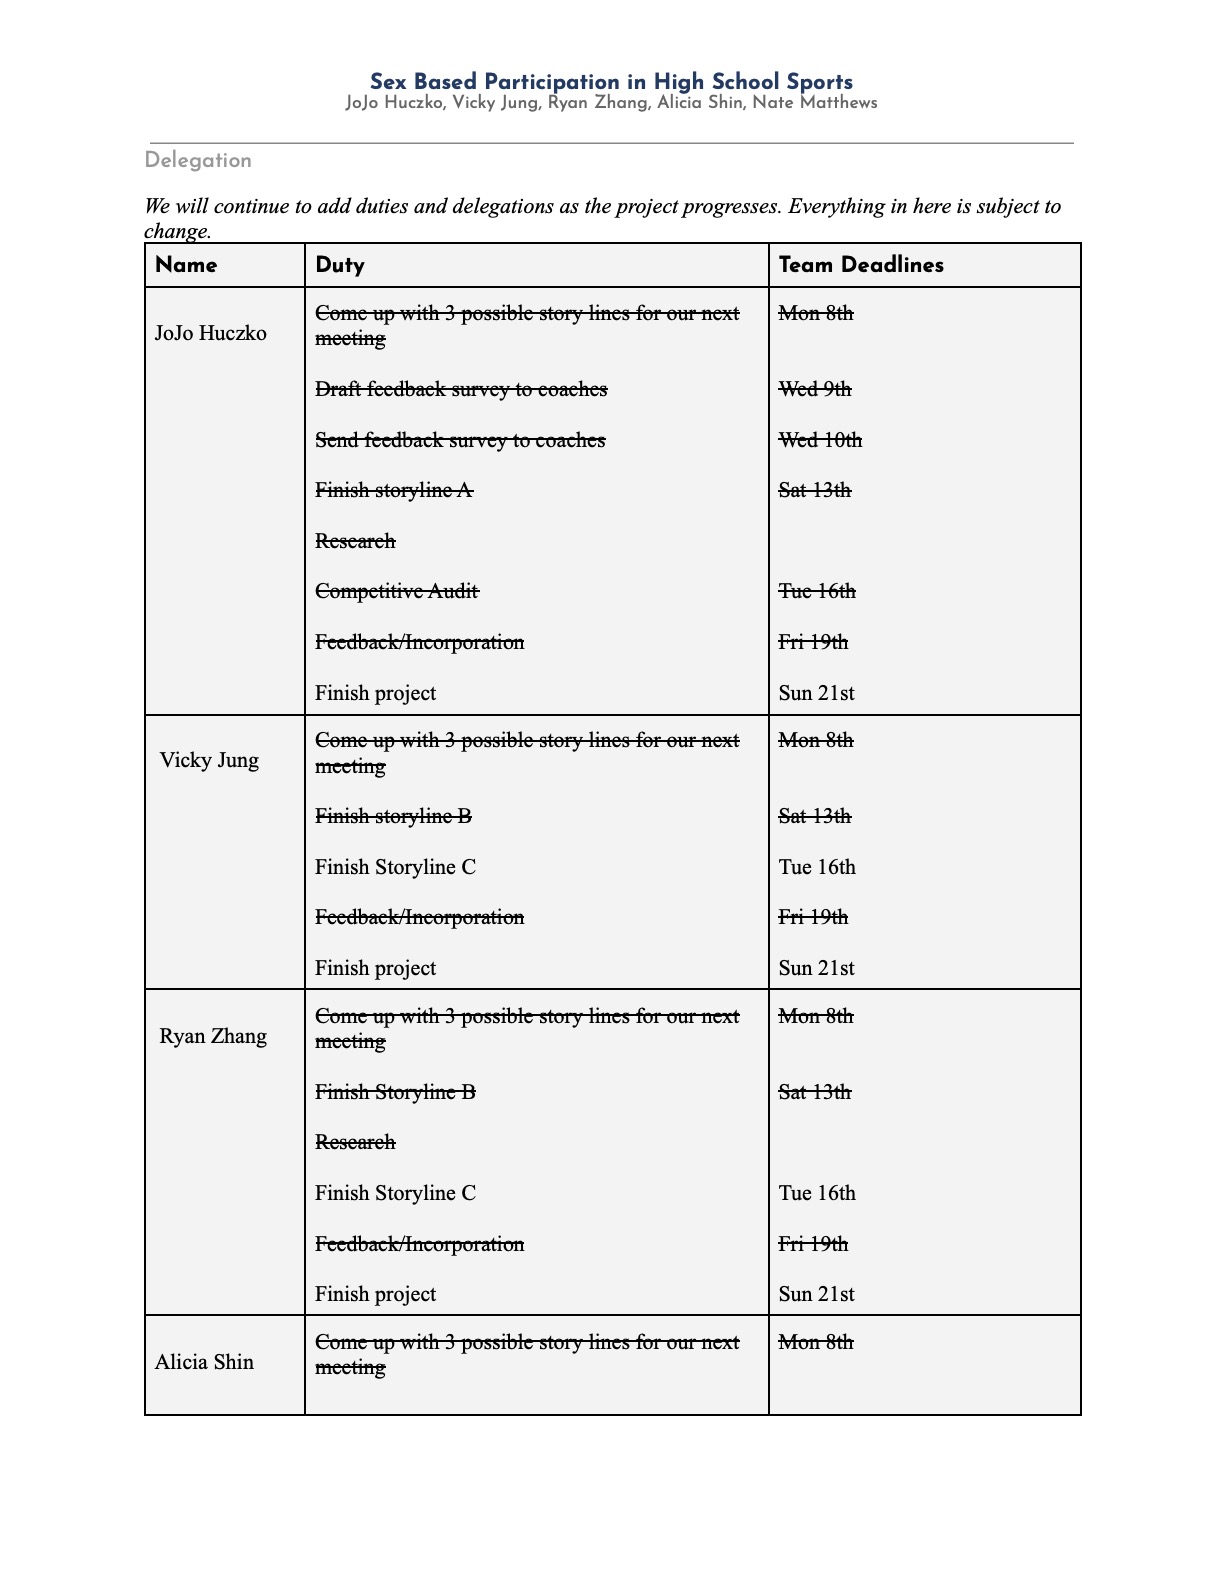 Sex Based Participation in High School Sports
JoJo Huczko, Vicky Jung, Ryan Zhang, Alicia Shin, Nate Matthews
Delegation
We will continue to add duties and delegations as the project progresses. Everything in here is subject to
change.
Name Duty Team Deadlines
JoJo Huczko
Come up with 3 possible story lines for our next Mon 8th
meeting
Draft feedback survey to coaches Wed 9th
Send feedback survey to coaches Wed 10th
Finish storyline A Sat 13th
Research
Competitive Audit Tue 16th
Feedback/Incorporation Fri 19th
Finish project Sun 21st
Vicky Jung
Come up with 3 possible story lines for our next Mon 8th
meeting
Finish storyline B Sat 13th
Finish Storyline C Tue 16th
Feedback/Incorporation Fri 19th
Finish project Sun 21st
Ryan Zhang
Come up with 3 possible story lines for our next Mon 8th
meeting
Finish Storyline B Sat 13th
Research
Finish Storyline C Tue 16th
Feedback/Incorporation Fri 19th
Finish project Sun 21st
Alicia Shin
Come up with 3 possible story lines for our next Mon 8th
meeting